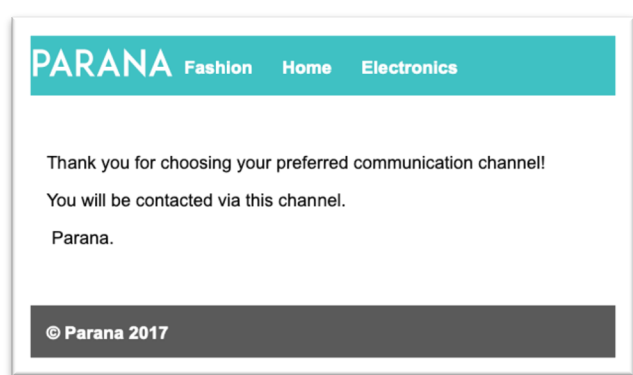 PARANA Fashion Home Electronics
Thank you for choosing your preferred communication channel!
You will be contacted via this channel.
Parana.
© Parana 2017